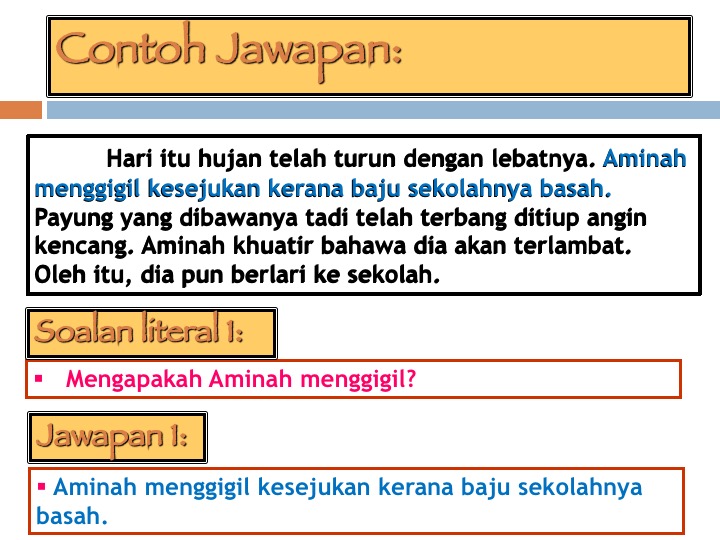 Contoh Jawapan:
Hari itu hujan telah turun dengan lebatnya. Aminah
menggigil kesejukan kerana baju sekolahnya basah.
Payung yang dibawanya tadi telah terbang ditiup angin
kencang. Aminah khuatir bahawa dia akan terlambat.
Oleh itu, dia pun berlari ke sekolah.
Soalan literal 1:
▪ Mengapakah Aminah menggigil?
Jawapan 1:
▪ Aminah menggigil kesejukan kerana baju sekolahnya
basah.